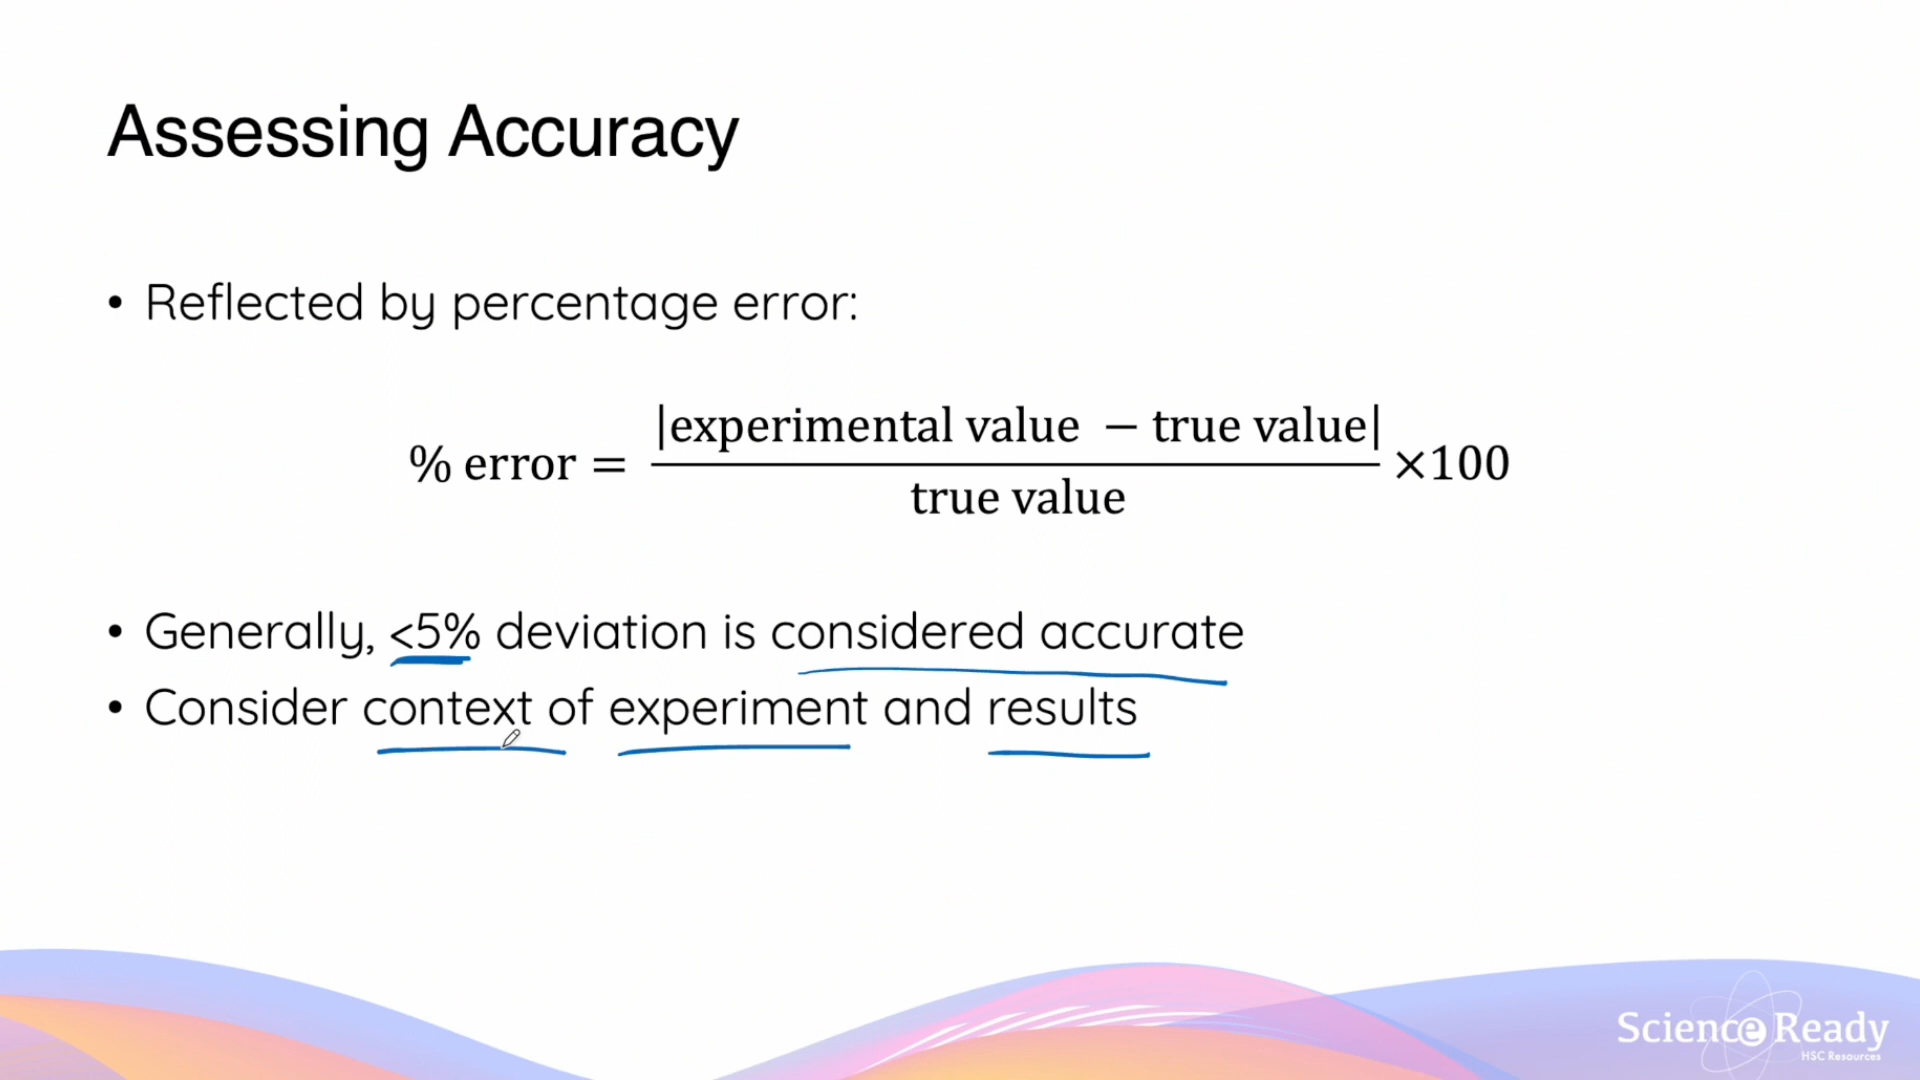 Assessing Accuracy
• Reflected by percentage error:
|experimental value − true value|
% error = ×100
true value
• Generally, <5% deviation is considered accurate
• Consider context of experiment and results
Science Ready
HSC Resources